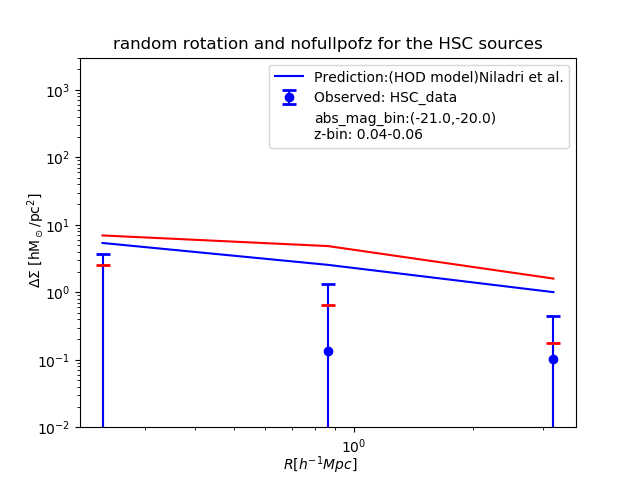 random rotation and nofullpofz for the HSC sources
Prediction:(HOD model)Niladri et al.
Observed: HSC_data
abs_mag_bin:(-21.0,-20.0)
z-bin: 0.04-0.06
ΔΣ [hM⊙/pc²]
10³
10²
10¹
10⁰
10⁻¹
10⁻²
10⁰
R[h⁻¹Mpc]